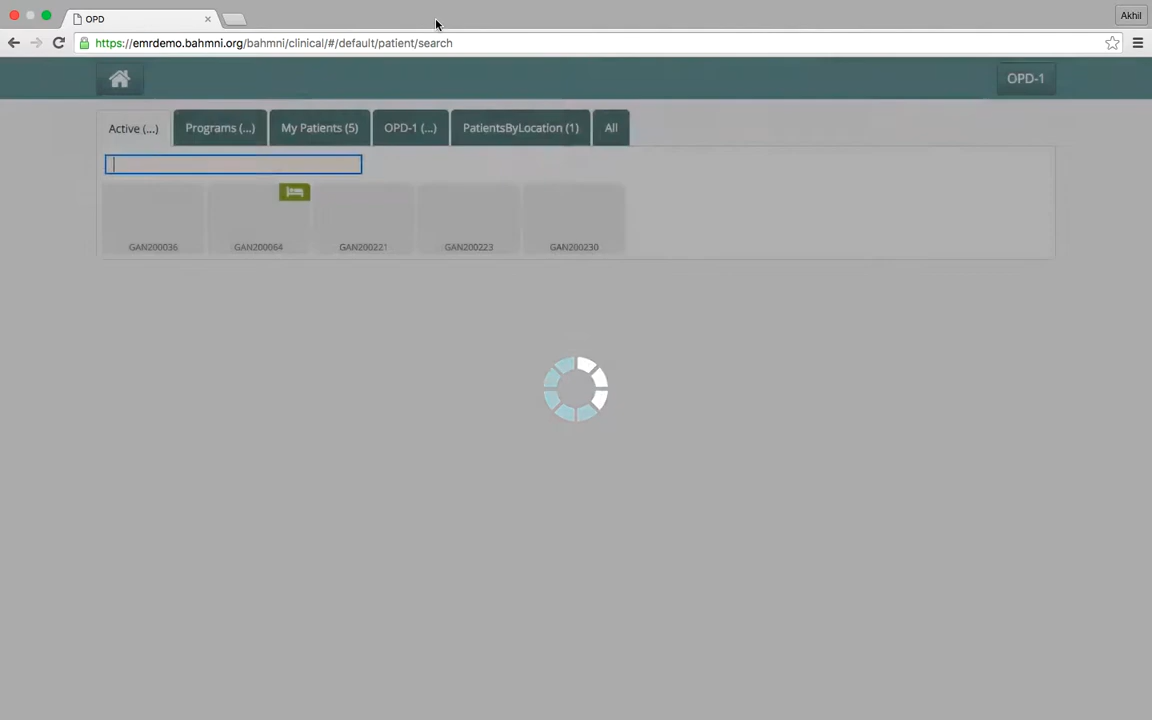 OPD
Akhil
https://emrdemo.bahmni.org/bahmni/clinical/#/default/patient/search
OPD-1
Active (...) Programs (...) My Patients (5) OPD-1 (...) PatientsByLocation (1) All
GAN200036 GAN200064 GAN200221 GAN200223 GAN200230